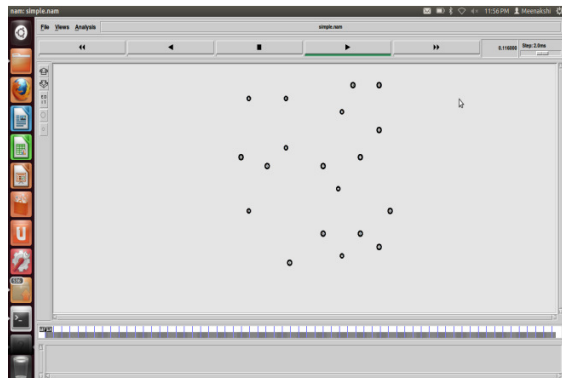 nam: simple.nam
11:56 PM Meenakshi
File Views Analysis
simple.nam
Step: 2.0ms